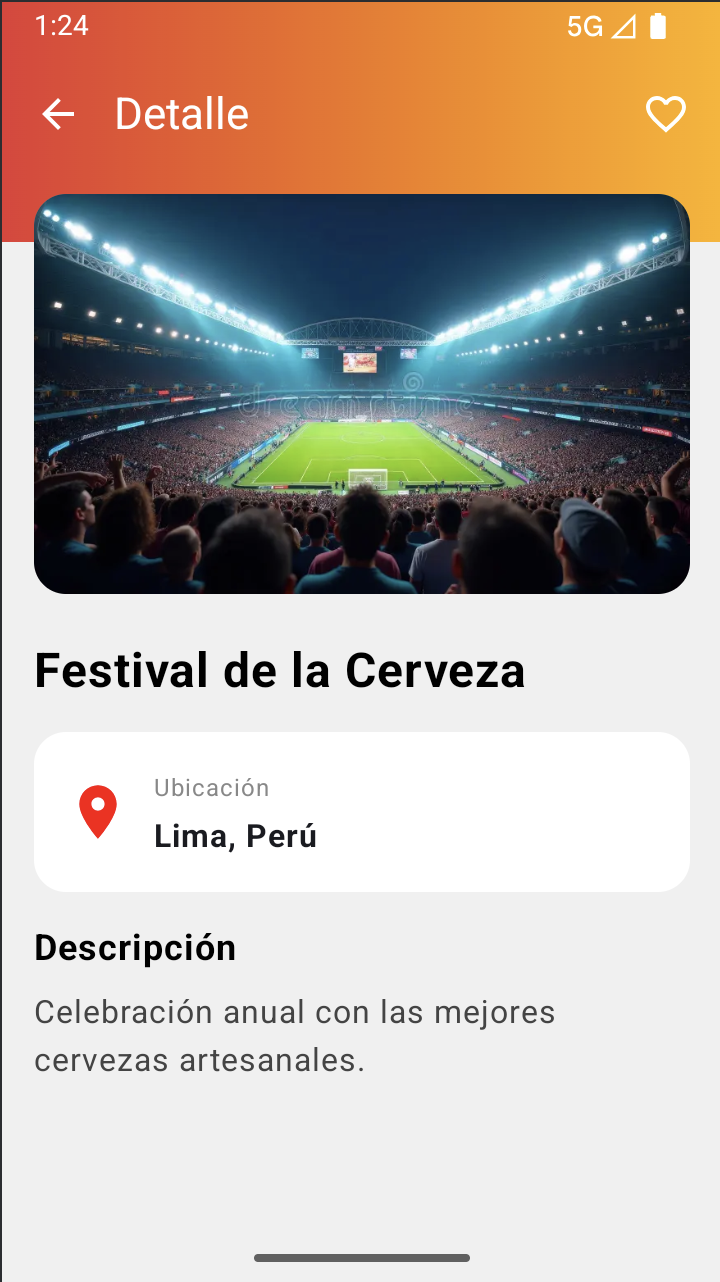 1:24
5G
Detalle
dreamstime
Festival de la Cerveza
Ubicación
Lima, Perú
Descripción
Celebración anual con las mejores
cervezas artesanales.